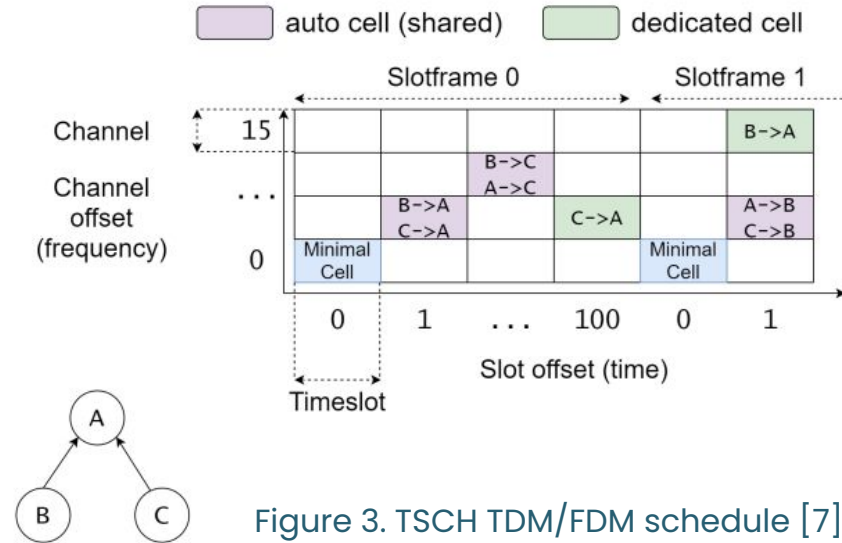 auto cell (shared)
dedicated cell
Slotframe 0
Slotframe 1
Channel
15
B->A
B->C
A->C
...
Channel
offset
(frequency)
B->A
C->A
C->A
A->B
C->B
0
Minimal
Cell
Minimal
Cell
0
1
...
100
0
1
Slot offset (time)
Timeslot
A
B
C
Figure 3. TSCH TDM/FDM schedule [7]